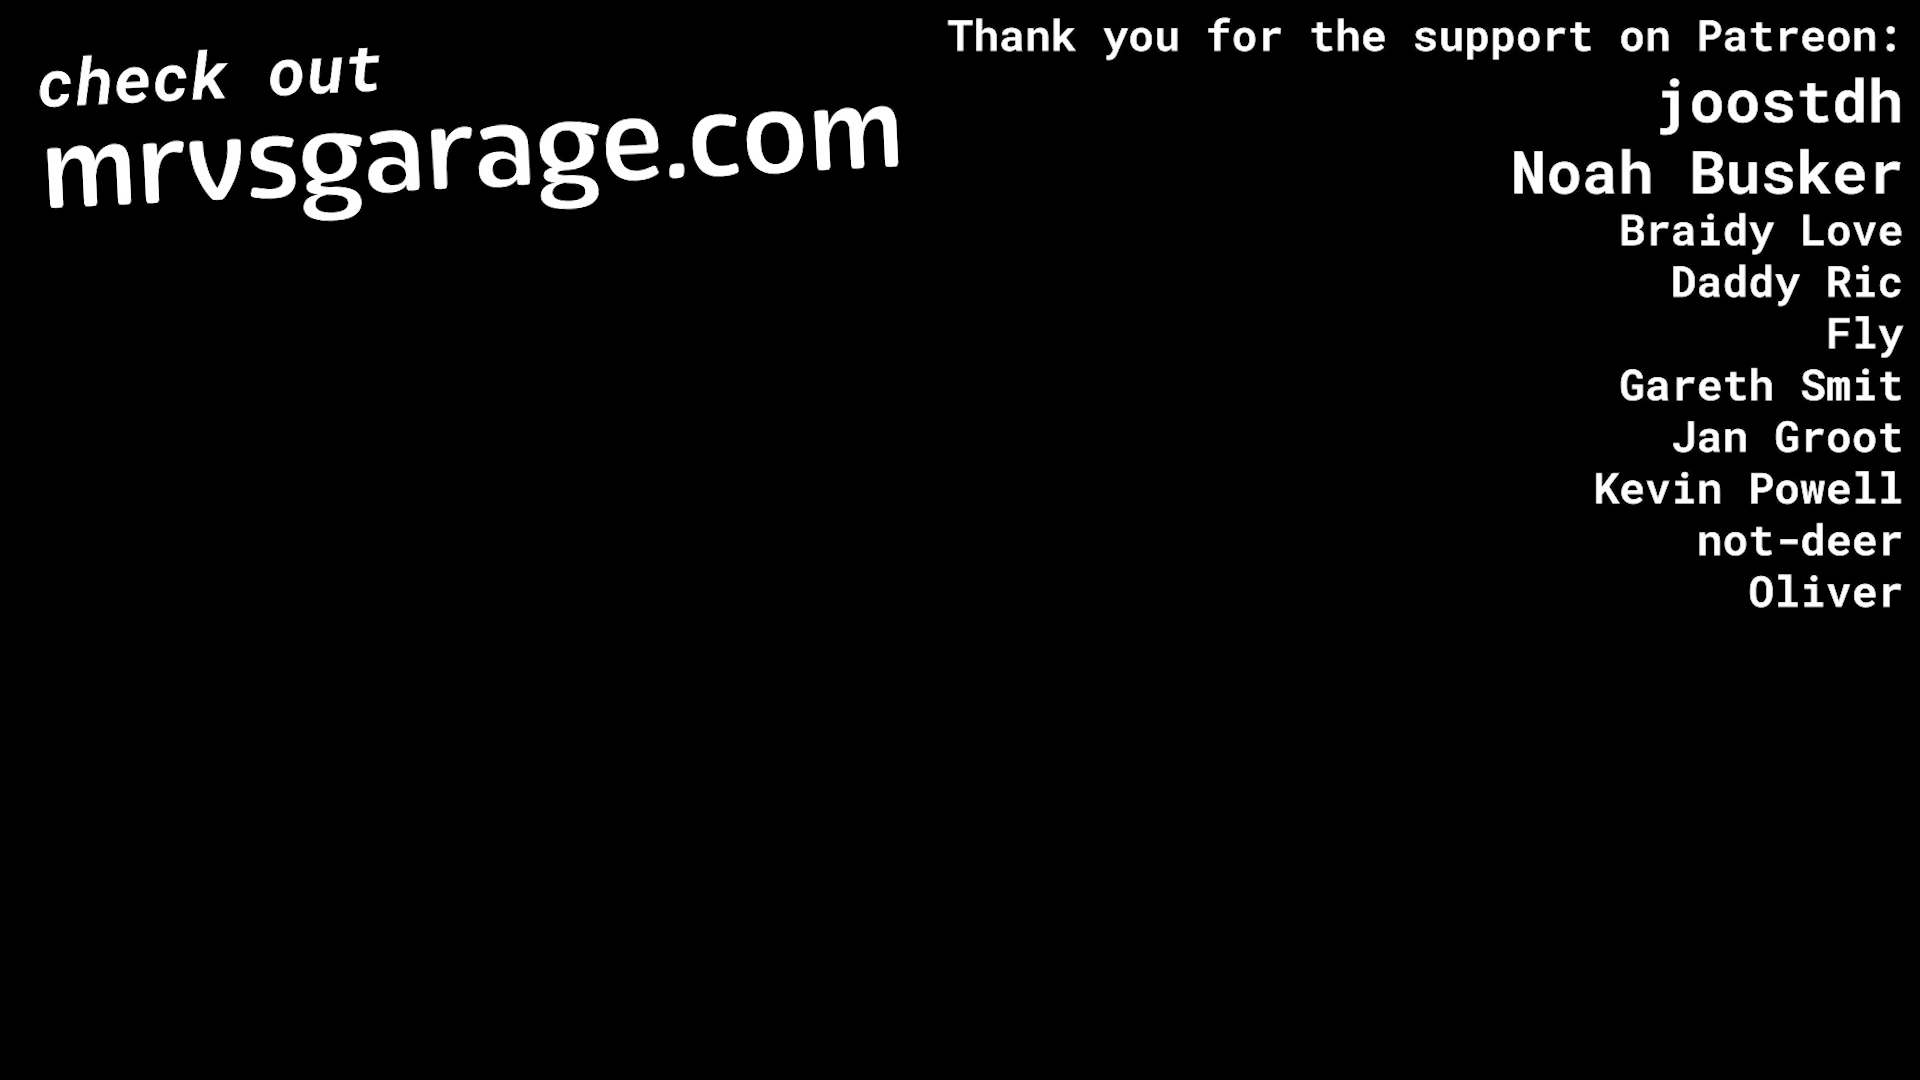 check out
mrvsgarage.com
Thank you for the support on Patreon:
joostdh
Noah Busker
Braidy Love
Daddy Ric
Fly
Gareth Smit
Jan Groot
Kevin Powell
not-deer
Oliver